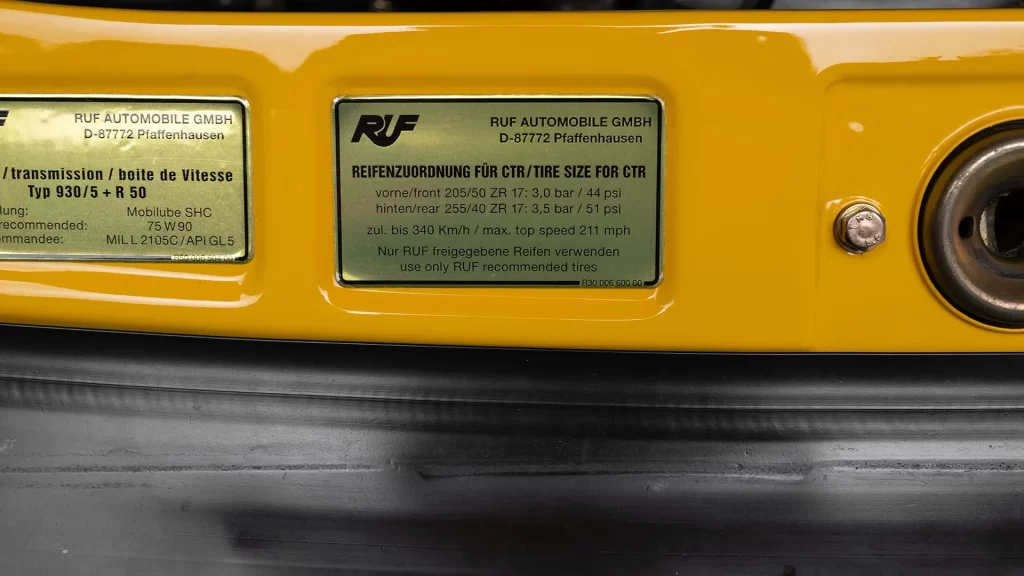 RUF AUTOMOBILE GMBH
D-87772 Pfaffenhausen
/ transmission / boite de Vitesse
Typ 930/5 + R 50
lung: Mobilube SHC
recommended: 75 W 90
ommandee: MIL L 2105C / API GL5
RUF
RUF AUTOMOBILE GMBH
D-87772 Pfaffenhausen
REIFENZUORDNUNG FÜR CTR/TIRE SIZE FOR CTR
vorne/front 205/50 ZR 17: 3,0 bar / 44 psi
hinten/rear 255/40 ZR 17: 3,5 bar / 51 psi
zul. bis 340 Km/h / max. top speed 211 mph
Nur RUF freigegebene Reifen verwenden
use only RUF recommended tires
R30 006 600 00